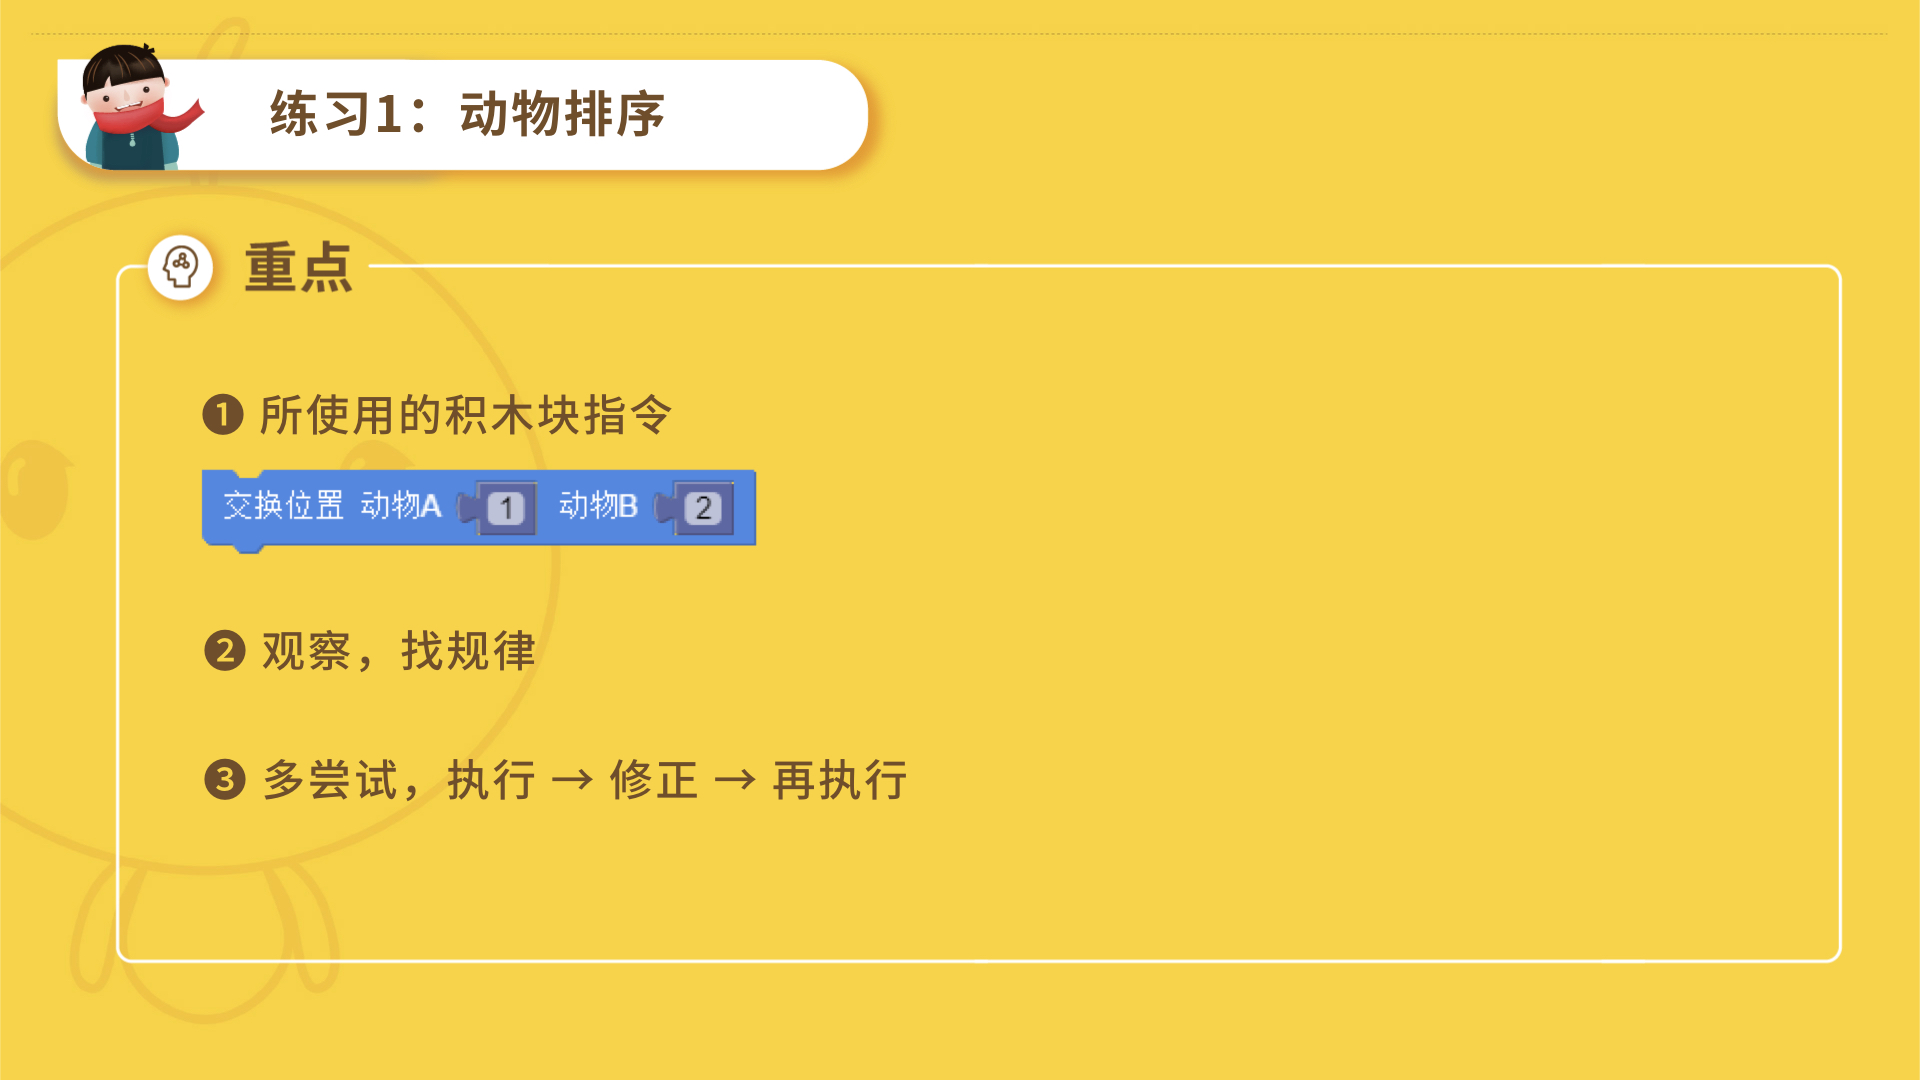 练习1：动物排序
重点
❶ 所使用的积木块指令
交换位置 动物A 1 动物B 2
❷ 观察，找规律
❸ 多尝试，执行 → 修正 → 再执行